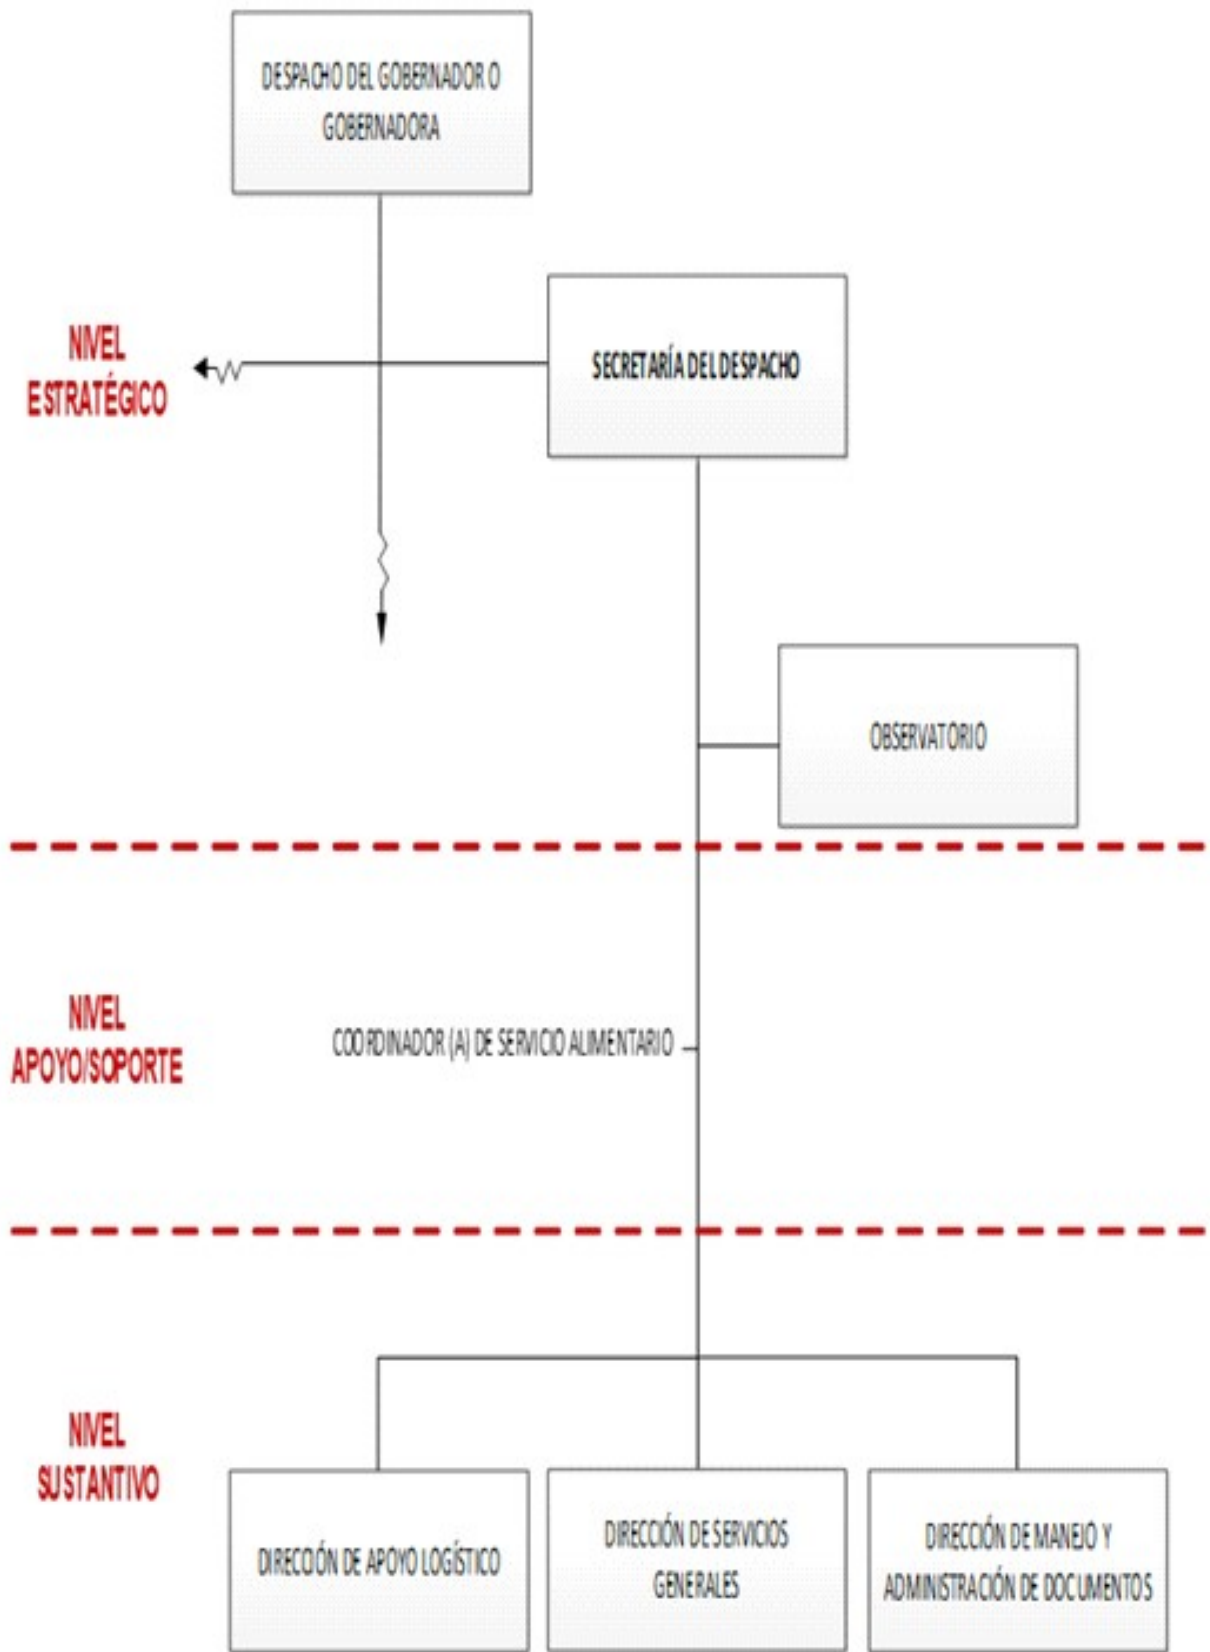 DESPACHO DEL GOBERNADOR O
GOBERNADORA
NIVEL
ESTRATÉGICO
SECRETARÍA DEL DESPACHO
OBSERVATORIO
NIVEL
APOYO/SOPORTE
COORDINADOR (A) DE SERVICIO ALIMENTARIO
NIVEL
SUSTANTIVO
DIRECCIÓN DE APOYO LOGÍSTICO
DIRECCIÓN DE SERVICIOS
GENERALES
DIRECCIÓN DE MANEJO Y
ADMINISTRACIÓN DE DOCUMENTOS